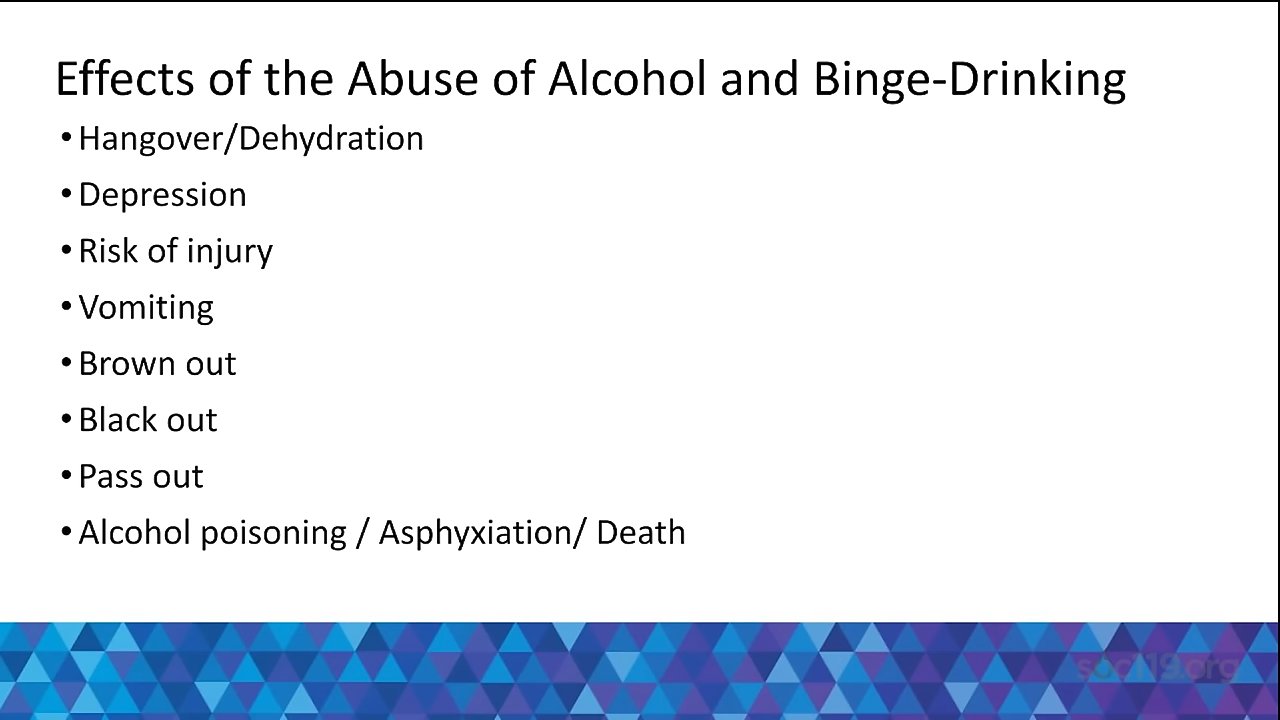 Effects of the Abuse of Alcohol and Binge-Drinking
•Hangover/Dehydration
•Depression
•Risk of injury
•Vomiting
•Brown out
•Black out
•Pass out
•Alcohol poisoning / Asphyxiation/ Death
soc119.org